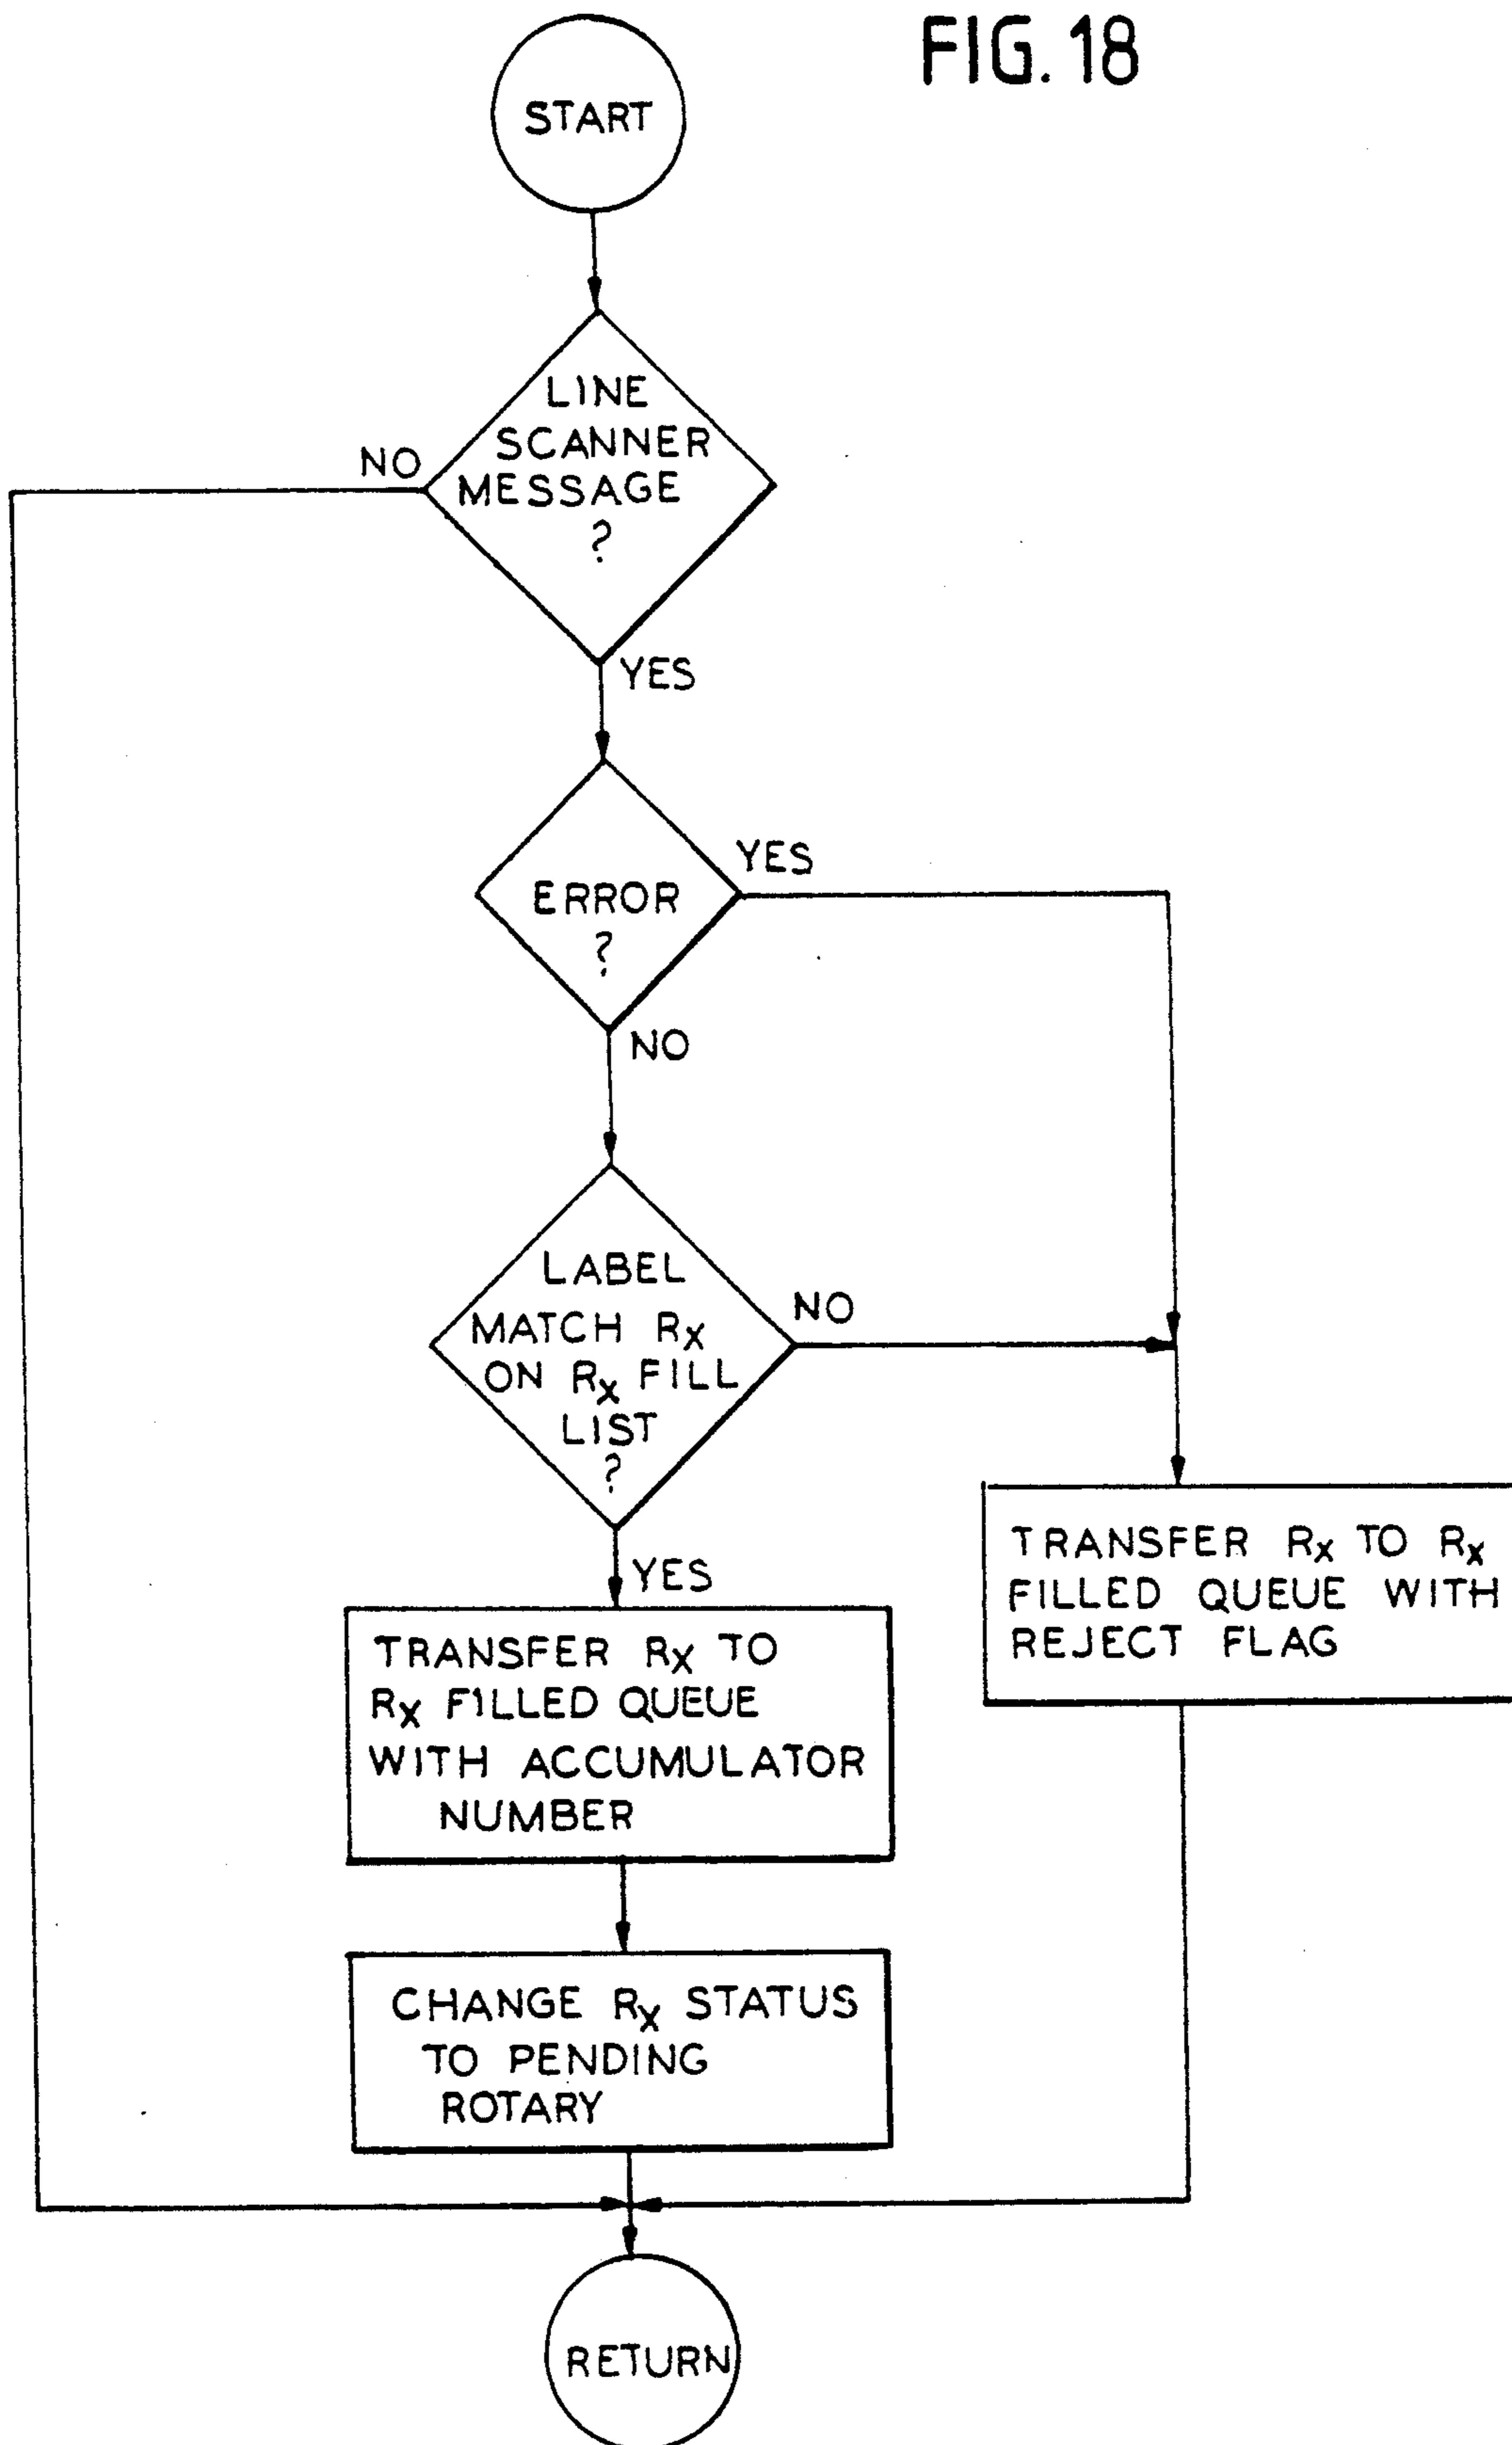 FIG. 18
START
LINE
SCANNER
MESSAGE
?
NO
YES
ERROR
?
YES
NO
LABEL
MATCH Rx
ON Rx FILL
LIST
?
NO
YES
TRANSFER Rx TO Rx
FILLED QUEUE WITH
REJECT FLAG
TRANSFER Rx TO
Rx FILLED QUEUE
WITH ACCUMULATOR
NUMBER
CHANGE Rx STATUS
TO PENDING
ROTARY
RETURN